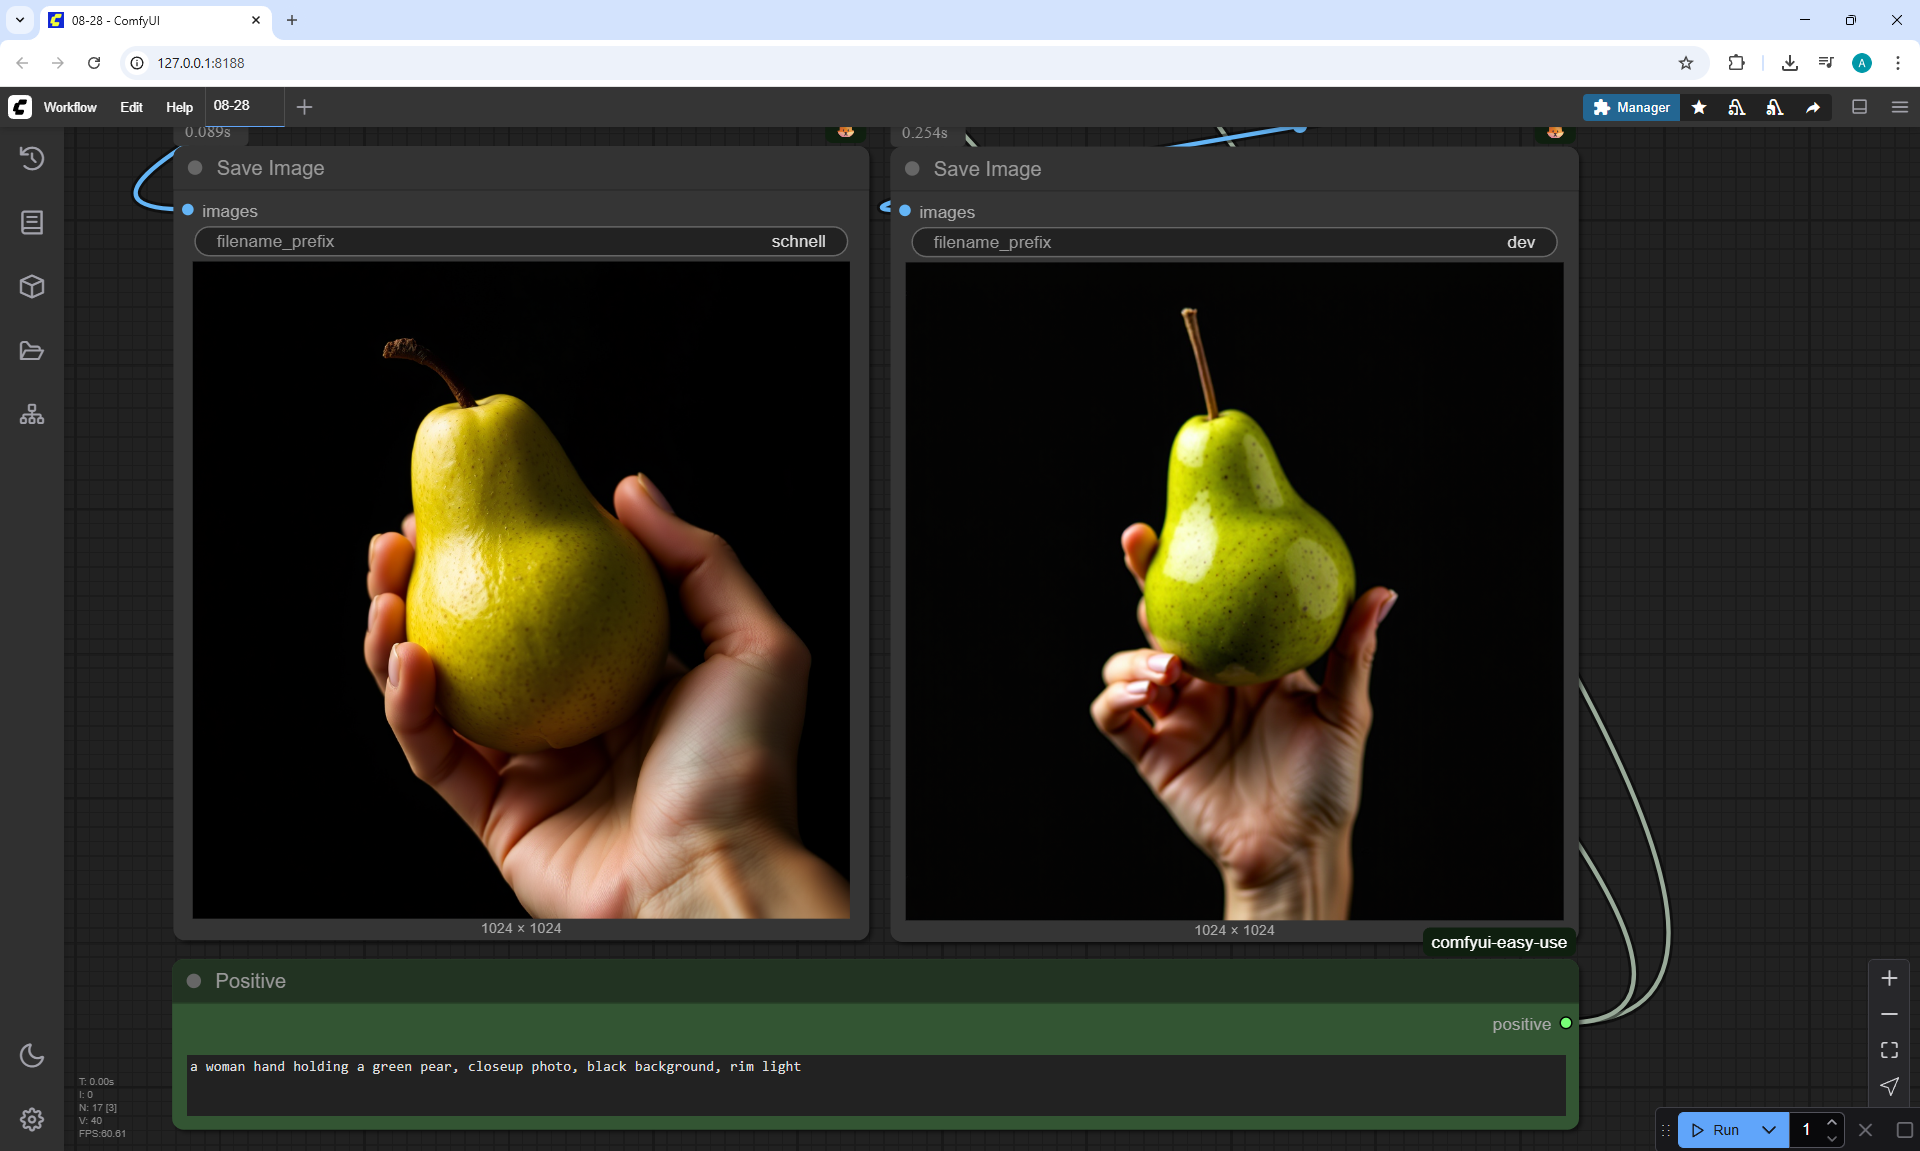 08-28 - ComfyUI
127.0.0.1:8188
A
Workflow Edit Help 08-28
Manager
0.089s
0.254s
Save Image
Save Image
images
images
filename_prefix schnell
filename_prefix dev
1024 × 1024
1024 × 1024
comfyui-easy-use
Positive
positive
a woman hand holding a green pear, closeup photo, black background, rim light
T: 0.00s
I: 0
N: 17 [3]
V: 40
FPS:60.61
Run 1